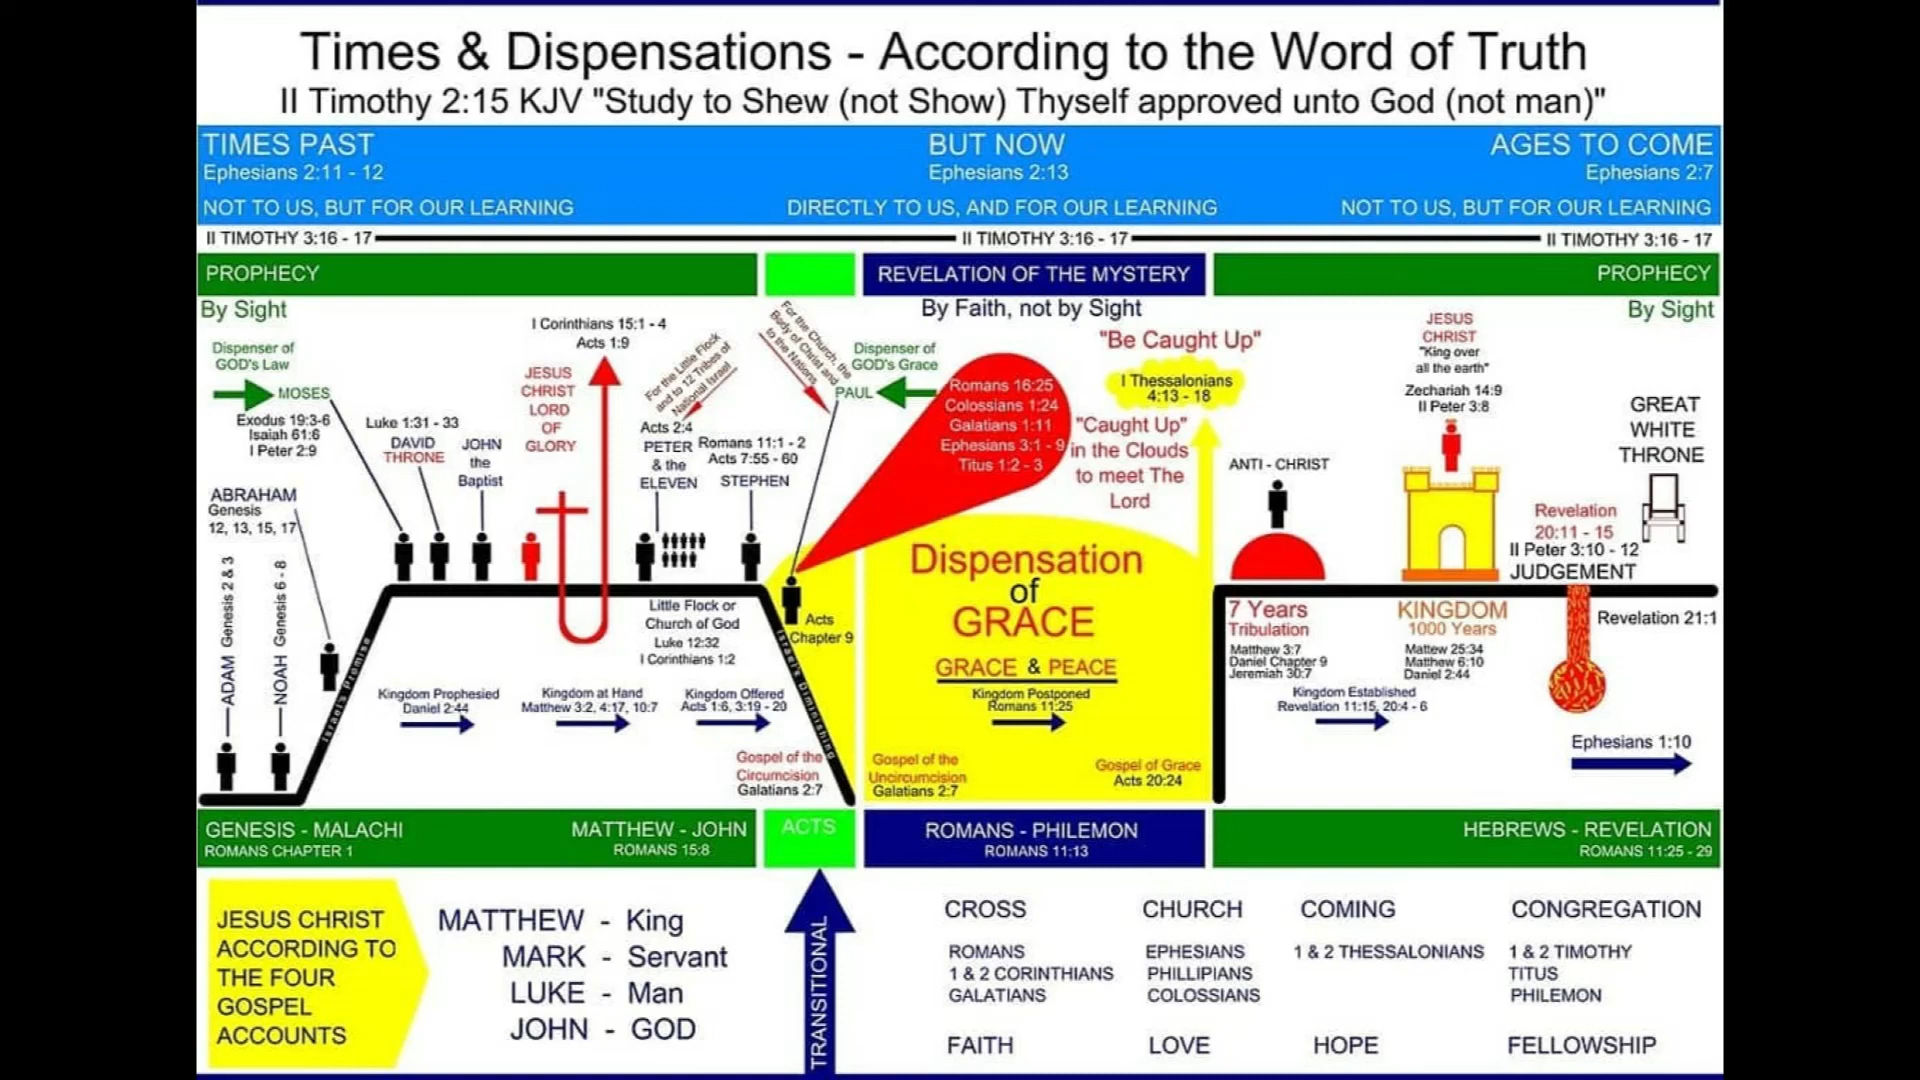 Times & Dispensations - According to the Word of Truth
II Timothy 2:15 KJV "Study to Shew (not Show) Thyself approved unto God (not man)"
TIMES PAST
Ephesians 2:11 - 12
NOT TO US, BUT FOR OUR LEARNING
BUT NOW
Ephesians 2:13
DIRECTLY TO US, AND FOR OUR LEARNING
AGES TO COME
Ephesians 2:7
NOT TO US, BUT FOR OUR LEARNING
II TIMOTHY 3:16 - 17
II TIMOTHY 3:16 - 17
II TIMOTHY 3:16 - 17
PROPHECY
REVELATION OF THE MYSTERY
PROPHECY
By Sight
By Faith, not by Sight
By Sight
Dispenser of
GOD's Law
MOSES
Exodus 19:3-6
Isaiah 61:6
I Peter 2:9
ABRAHAM
Genesis
12, 13, 15, 17
ADAM Genesis 2 & 3
NOAH Genesis 6 - 8
Israel's Promise
Luke 1:31 - 33
DAVID
THRONE
JOHN
the
Baptist
I Corinthians 15:1 - 4
Acts 1:9
JESUS
CHRIST
LORD
OF
GLORY
For the Little Flock
and to 12 Tribes of
National Israel
Acts 2:4
PETER
& the
ELEVEN
Romans 11:1 - 2
Acts 7:55 - 60
STEPHEN
For the Church, the
Body of Christ and
to the Nations
Dispenser of
GOD's Grace
PAUL
Romans 16:25
Colossians 1:24
Galatians 1:11
Ephesians 3:1 - 9
Titus 1:2 - 3
"Be Caught Up"
I Thessalonians
4:13 - 18
"Caught Up"
in the Clouds
to meet The
Lord
Little Flock or
Church of God
Luke 12:32
I Corinthians 1:2
Kingdom Prophesied
Daniel 2:44
Kingdom at Hand
Matthew 3:2, 4:17, 10:7
Kingdom Offered
Acts 1:6, 3:19 - 20
Israel's Diminishing
Acts
Chapter 9
Gospel of the
Circumcision
Galatians 2:7
Dispensation
of
GRACE
GRACE & PEACE
Kingdom Postponed
Romans 11:25
Gospel of the
Uncircumcision
Galatians 2:7
Gospel of Grace
Acts 20:24
ANTI - CHRIST
JESUS
CHRIST
"King over
all the earth"
Zechariah 14:9
II Peter 3:8
GREAT
WHITE
THRONE
Revelation
20:11 - 15
II Peter 3:10 - 12
JUDGEMENT
7 Years
Tribulation
Matthew 3:7
Daniel Chapter 9
Jeremiah 30:7
KINGDOM
1000 Years
Mattew 25:34
Matthew 6:10
Daniel 2:44
Kingdom Established
Revelation 11:15, 20:4 - 6
Revelation 21:1
Ephesians 1:10
GENESIS - MALACHI
ROMANS CHAPTER 1
MATTHEW - JOHN
ROMANS 15:8
ACTS
ROMANS - PHILEMON
ROMANS 11:13
HEBREWS - REVELATION
ROMANS 11:25 - 29
JESUS CHRIST
ACCORDING TO
THE FOUR
GOSPEL
ACCOUNTS
MATTHEW - King
MARK - Servant
LUKE - Man
JOHN - GOD
TRANSITIONAL
CROSS
ROMANS
1 & 2 CORINTHIANS
GALATIANS
FAITH
CHURCH
EPHESIANS
PHILLIPIANS
COLOSSIANS
LOVE
COMING
1 & 2 THESSALONIANS
HOPE
CONGREGATION
1 & 2 TIMOTHY
TITUS
PHILEMON
FELLOWSHIP